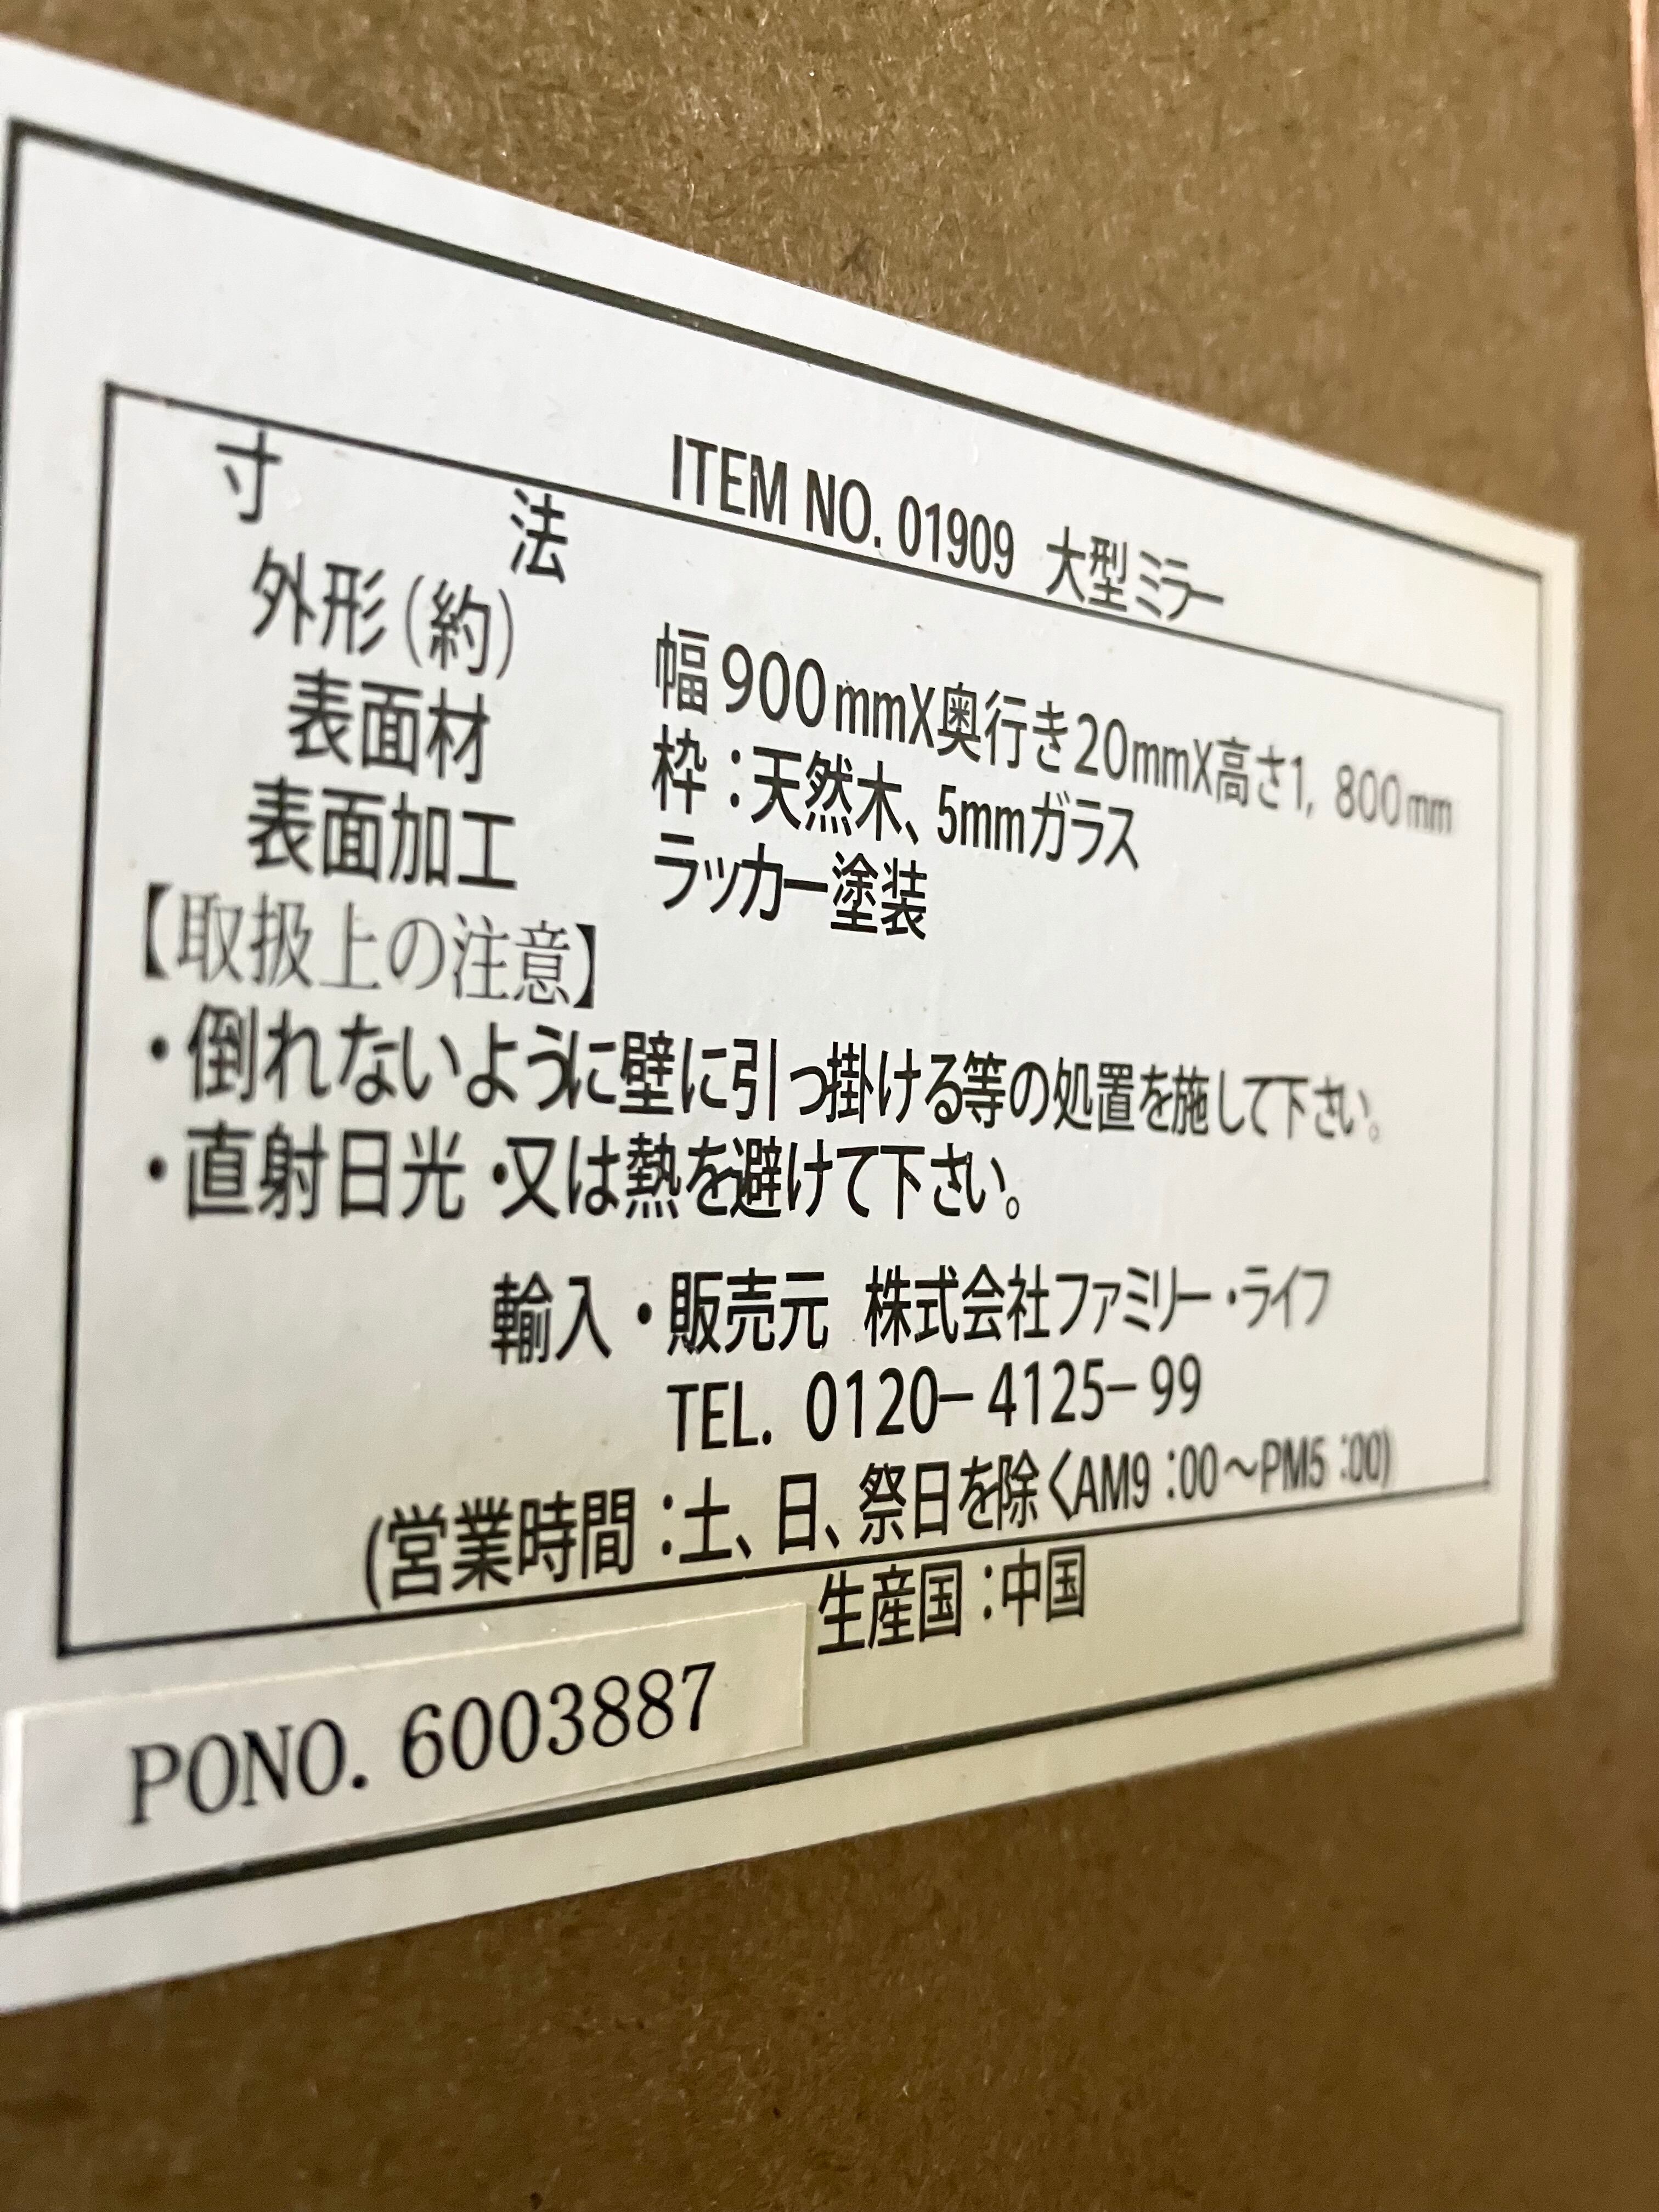 ITEM NO. 01909 大型ミラー
寸 法
外形(約) 幅900mmX奥行き20mmX高さ1,800mm
表面材 枠:天然木、5mmガラス
表面加工 ラッカー塗装
【取扱上の注意】
・倒れないように壁に引っ掛ける等の処置を施して下さい。
・直射日光・又は熱を避けて下さい。
輸入・販売元 株式会社ファミリー・ライフ
TEL. 0120-4125-99
(営業時間:土、日、祭日を除くAM9:00～PM5:00)
生産国:中国
PONO. 6003887